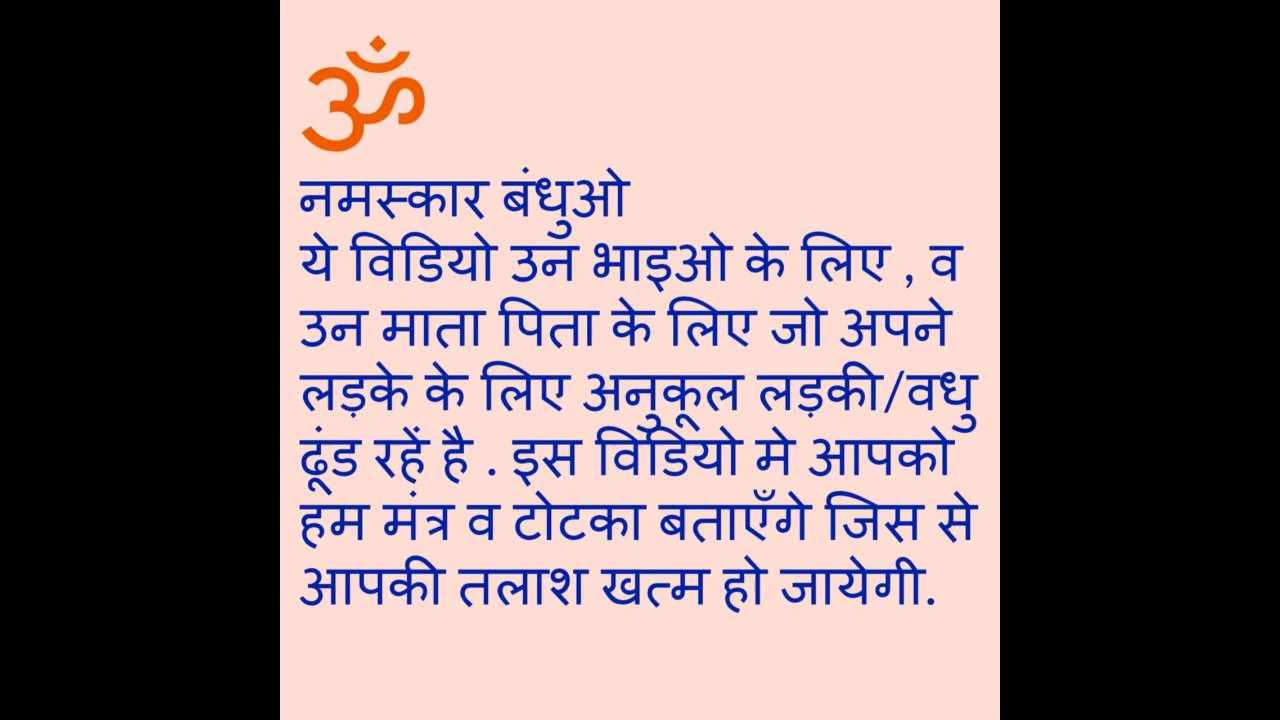 ॐ
नमस्कार बंधुओ
ये विडियो उन भाइओ के लिए , व
उन माता पिता के लिए जो अपने
लड़के के लिए अनुकूल लड़की/वधु
ढूंड रहें है . इस विडियो मे आपको
हम मंत्र व टोटका बताएँगे जिस से
आपकी तलाश खत्म हो जायेगी.